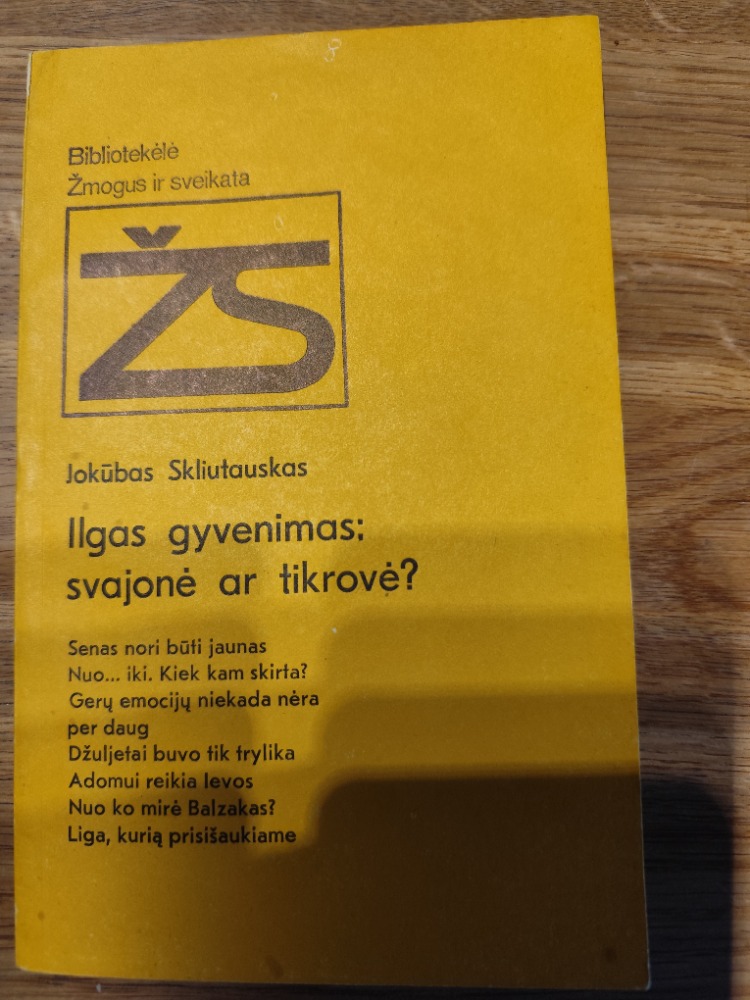 Bibliotekėlė
Žmogus ir sveikata
ŽS
Jokūbas Skliutauskas
Ilgas gyvenimas:
svajonė ar tikrovė?
Senas nori būti jaunas
Nuo... iki. Kiek kam skirta?
Gerų emocijų niekada nėra
per daug
Džuljetai buvo tik trylika
Adomui reikia Ievos
Nuo ko mirė Balzakas?
Liga, kurią prisišaukiame